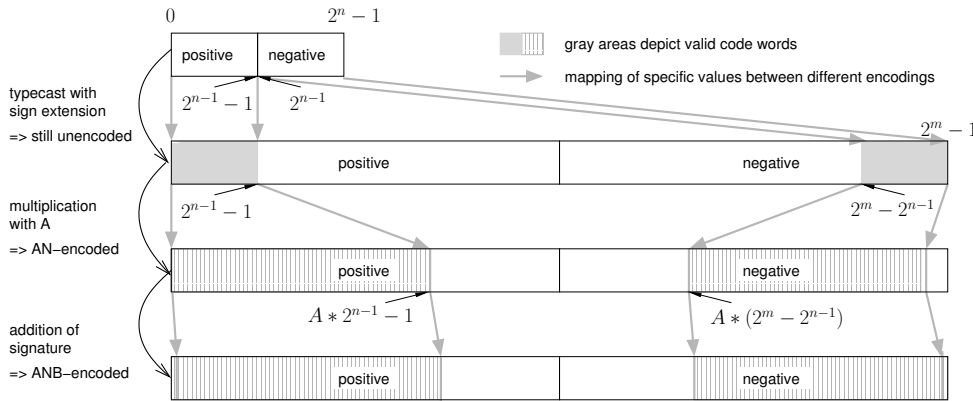 0
2^n − 1
positive
negative
gray areas depict valid code words
mapping of specific values between different encodings
2^{n−1} − 1
2^{n−1}
typecast with
sign extension
=> still unencoded
2^m − 1
positive
negative
2^{n−1} − 1
2^m − 2^{n−1}
multiplication
with A
=> AN−encoded
positive
negative
A ∗ 2^{n−1} − 1
A ∗ (2^m − 2^{n−1})
addition of
signature
=> ANB−encoded
positive
negative